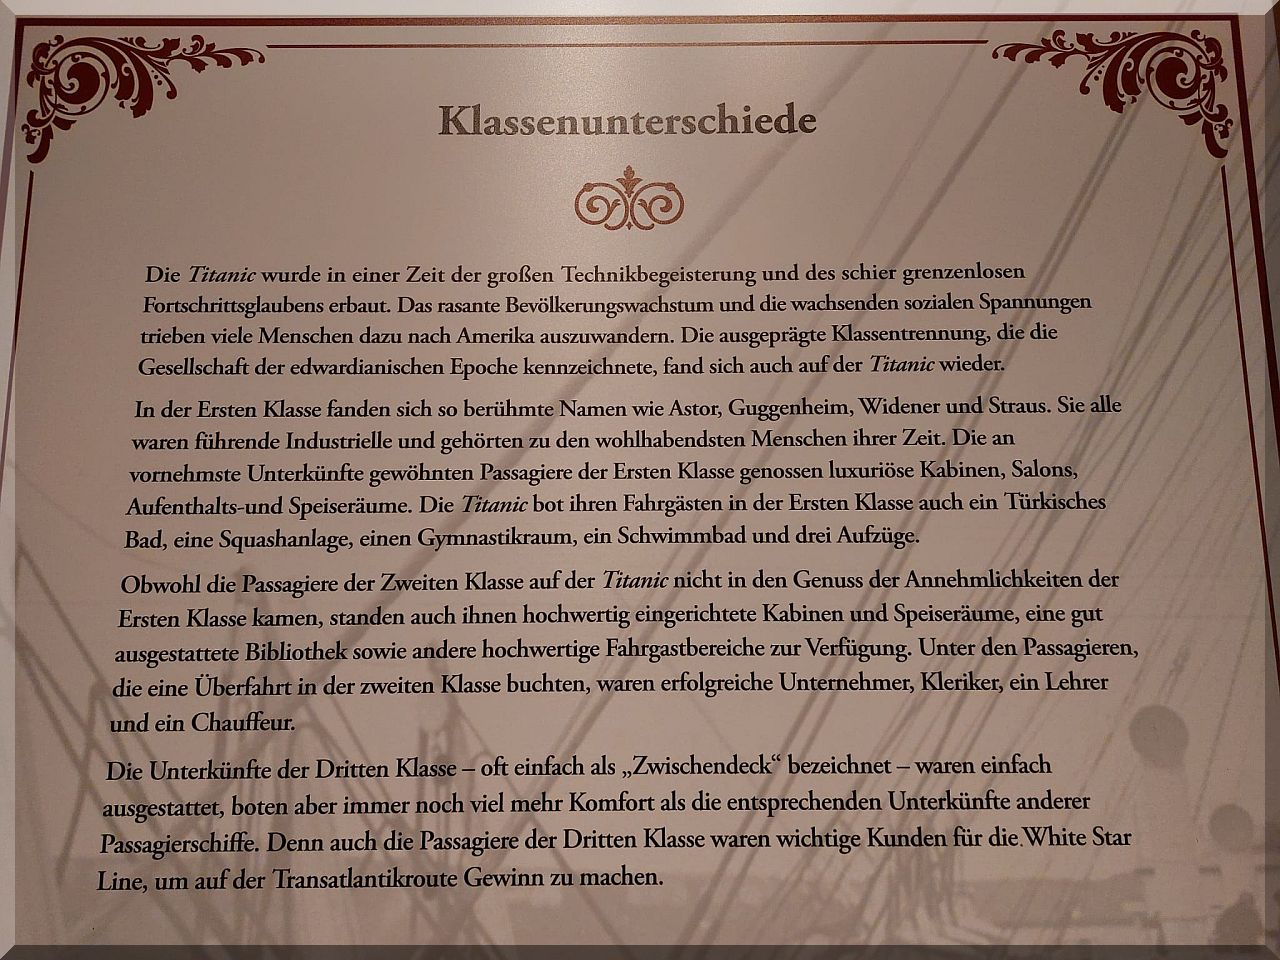 Klassenunterschiede
Die Titanic wurde in einer Zeit der großen Technikbegeisterung und des schier grenzenlosen
Fortschrittsglaubens erbaut. Das rasante Bevölkerungswachstum und die wachsenden sozialen Spannungen
trieben viele Menschen dazu nach Amerika auszuwandern. Die ausgeprägte Klassentrennung, die die
Gesellschaft der edwardianischen Epoche kennzeichnete, fand sich auch auf der Titanic wieder.
In der Ersten Klasse fanden sich so berühmte Namen wie Astor, Guggenheim, Widener und Straus. Sie alle
waren führende Industrielle und gehörten zu den wohlhabendsten Menschen ihrer Zeit. Die an
vornehmste Unterkünfte gewöhnten Passagiere der Ersten Klasse genossen luxuriöse Kabinen, Salons,
Aufenthalts-und Speiseräume. Die Titanic bot ihren Fahrgästen in der Ersten Klasse auch ein Türkisches
Bad, eine Squashanlage, einen Gymnastikraum, ein Schwimmbad und drei Aufzüge.
Obwohl die Passagiere der Zweiten Klasse auf der Titanic nicht in den Genuss der Annehmlichkeiten der
Ersten Klasse kamen, standen auch ihnen hochwertig eingerichtete Kabinen und Speiseräume, eine gut
ausgestattete Bibliothek sowie andere hochwertige Fahrgastbereiche zur Verfügung. Unter den Passagieren,
die eine Überfahrt in der zweiten Klasse buchten, waren erfolgreiche Unternehmer, Kleriker, ein Lehrer
und ein Chauffeur.
Die Unterkünfte der Dritten Klasse – oft einfach als „Zwischendeck“ bezeichnet – waren einfach
ausgestattet, boten aber immer noch viel mehr Komfort als die entsprechenden Unterkünfte anderer
Passagierschiffe. Denn auch die Passagiere der Dritten Klasse waren wichtige Kunden für die White Star
Line, um auf der Transatlantikroute Gewinn zu machen.